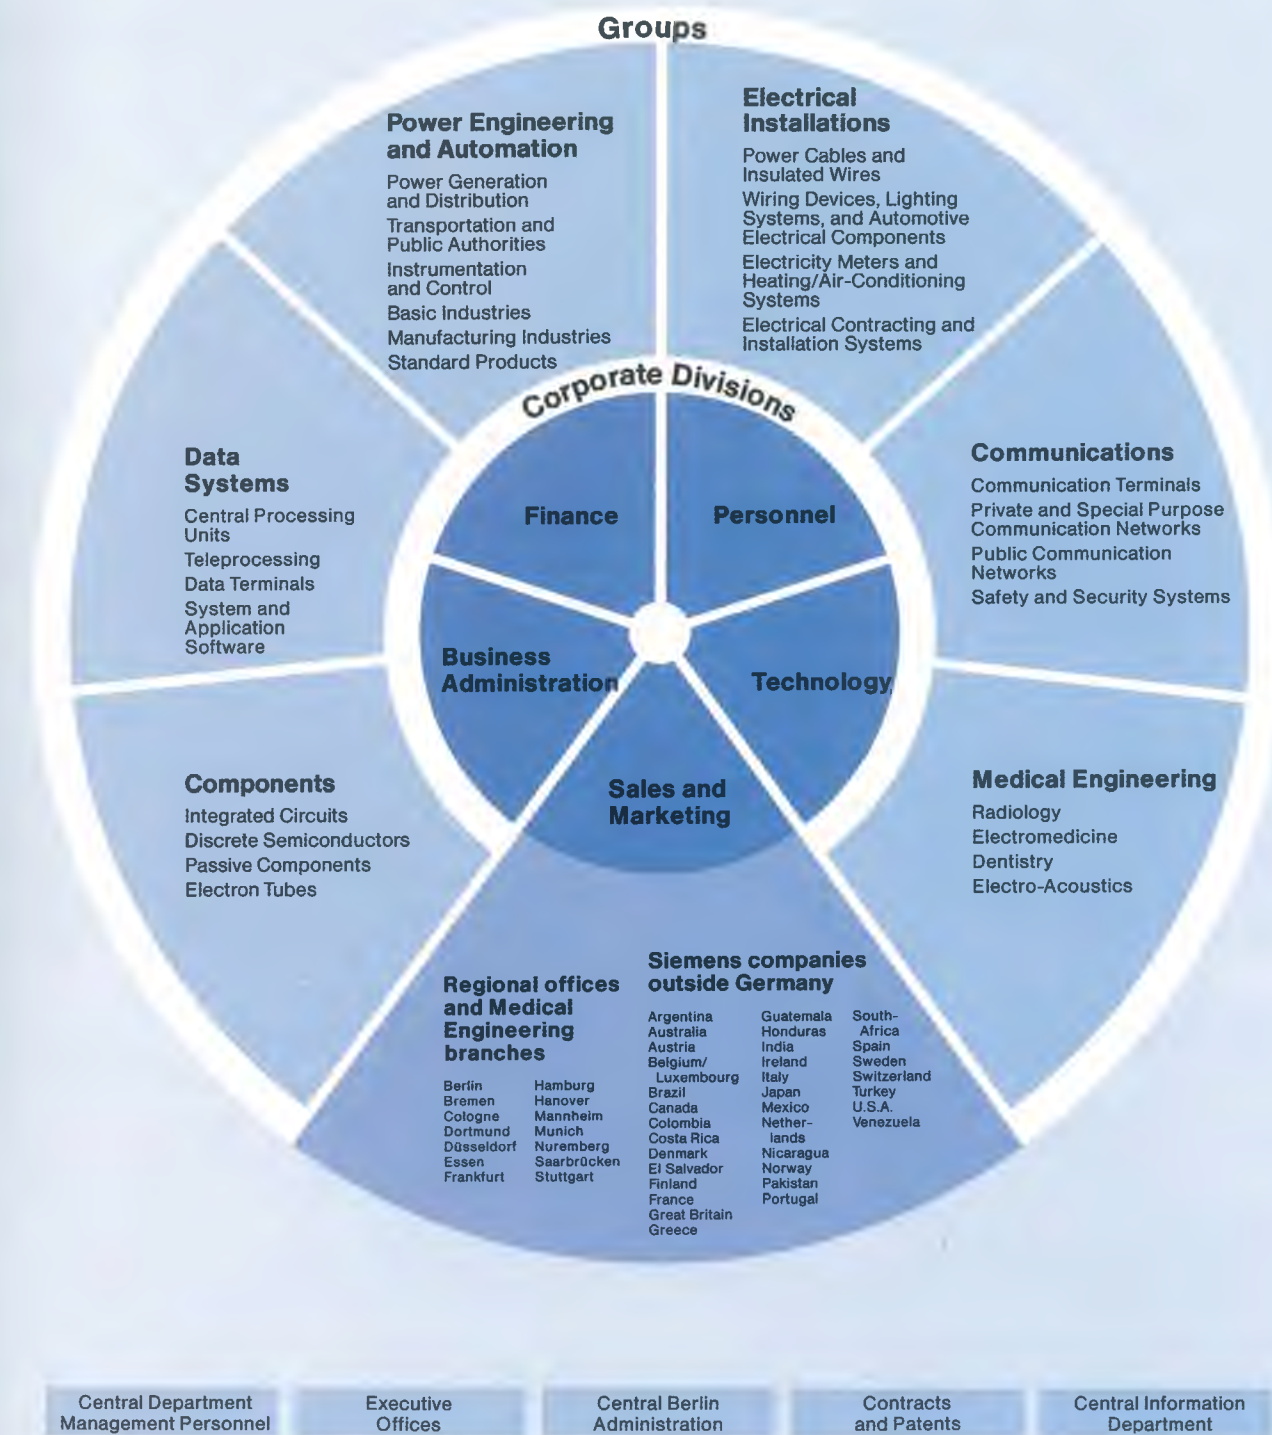 Groups
Power Engineering
and Automation
Power Generation
and Distribution
Transportation and
Public Authorities
Instrumentation
and Control
Basic Industries
Manufacturing Industries
Standard Products
Electrical
Installations
Power Cables and
Insulated Wires
Wiring Devices, Lighting
Systems, and Automotive
Electrical Components
Electricity Meters and
Heating/Air-Conditioning
Systems
Electrical Contracting and
Installation Systems
Corporate Divisions
Data
Systems
Central Processing
Units
Teleprocessing
Data Terminals
System and
Application
Software
Finance
Personnel
Communications
Communication Terminals
Private and Special Purpose
Communication Networks
Public Communication
Networks
Safety and Security Systems
Business
Administration
Technology
Sales and
Marketing
Components
Integrated Circuits
Discrete Semiconductors
Passive Components
Electron Tubes
Medical Engineering
Radiology
Electromedicine
Dentistry
Electro-Acoustics
Regional offices
and Medical
Engineering
branches
Berlin
Bremen
Cologne
Dortmund
Düsseldorf
Essen
Frankfurt
Hamburg
Hanover
Mannheim
Munich
Nuremberg
Saarbrücken
Stuttgart
Siemens companies
outside Germany
Argentina
Australia
Austria
Belgium/
Luxembourg
Brazil
Canada
Colombia
Costa Rica
Denmark
El Salvador
Finland
France
Great Britain
Greece
Guatemala
Honduras
India
Ireland
Italy
Japan
Mexico
Nether-
lands
Nicaragua
Norway
Pakistan
Portugal
South-
Africa
Spain
Sweden
Switzerland
Turkey
U.S.A.
Venezuela
Central Department
Management Personnel
Executive
Offices
Central Berlin
Administration
Contracts
and Patents
Central Information
Department